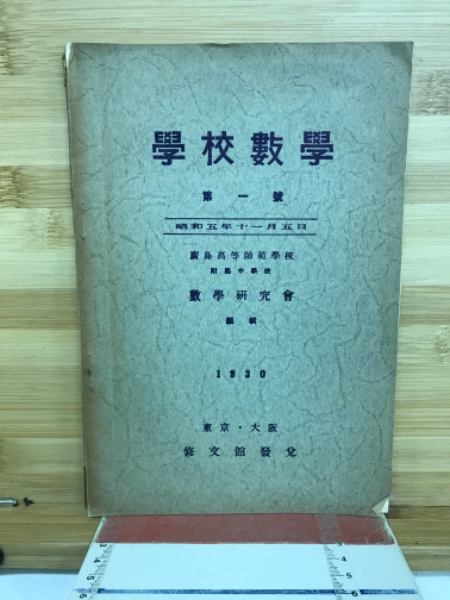 學校數學
第一號
昭和五年十一月五日
廣島高等師範學校
附屬中學校
數學硏究會
編輯
1930
東京・大阪
修文館發兌